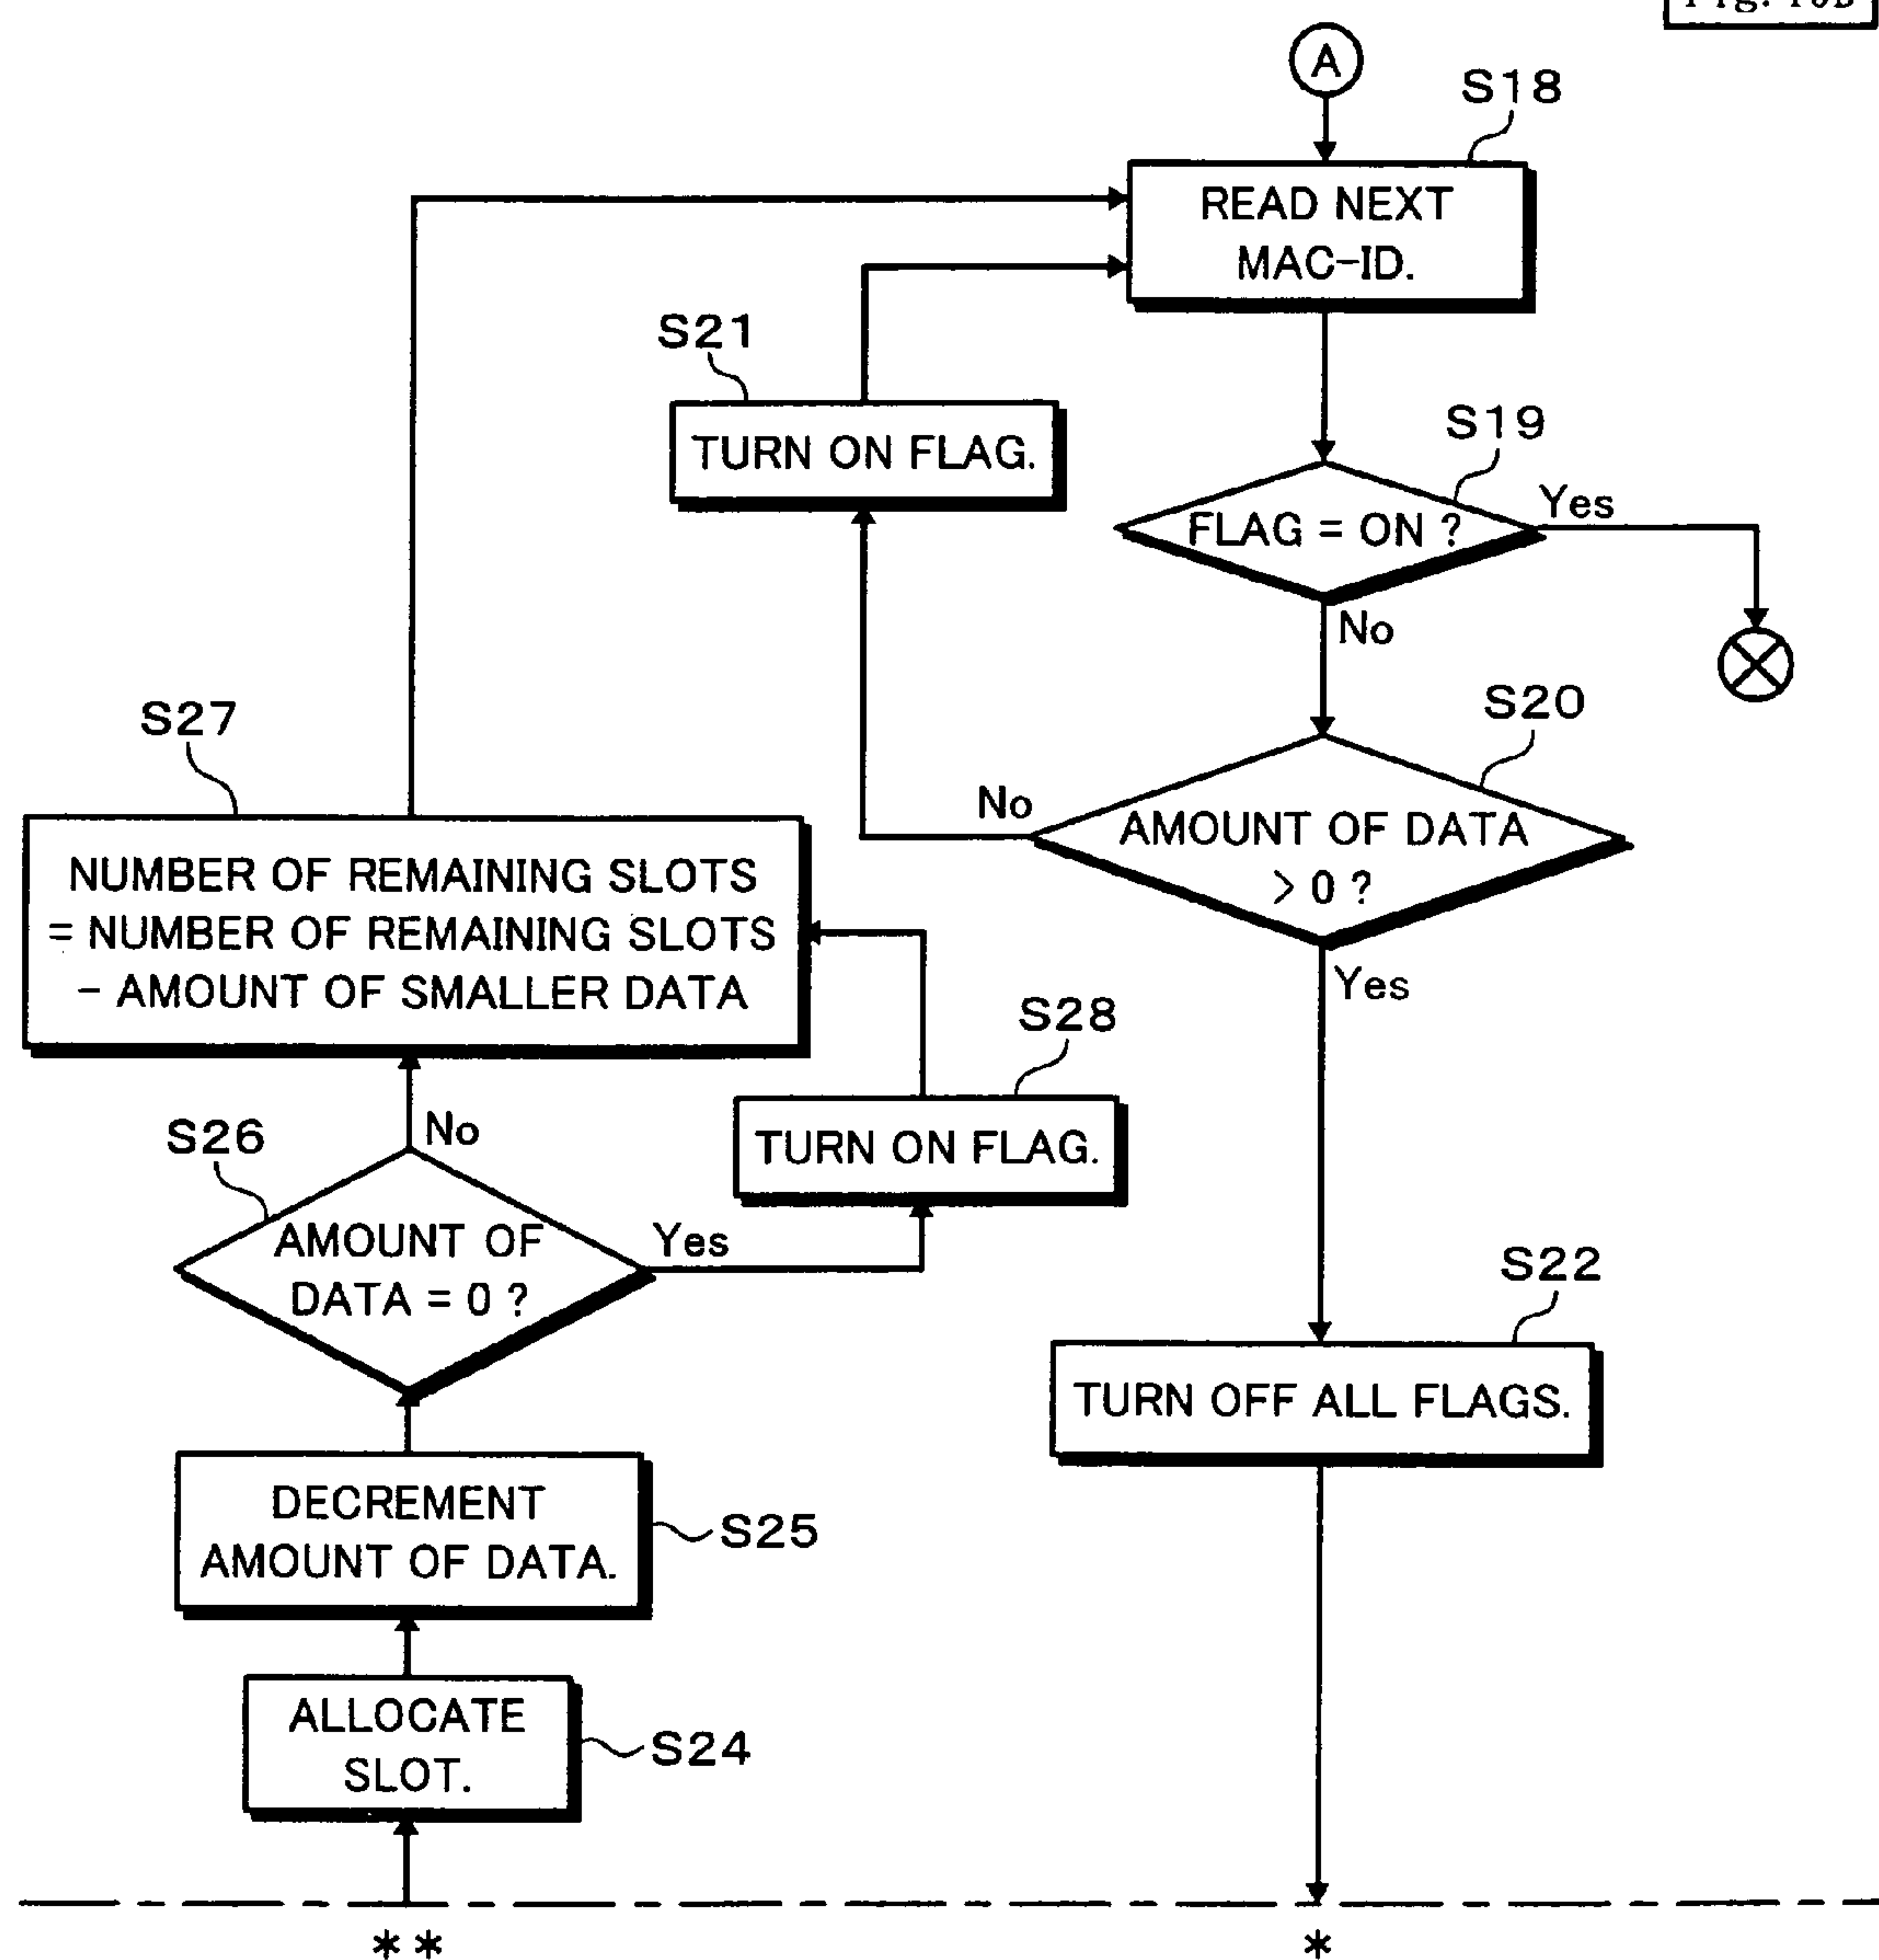 A
S18
READ NEXT
MAC-ID.
S21
TURN ON FLAG.
S19
FLAG = ON ?
Yes
No
S20
AMOUNT OF DATA
> 0 ?
No
Yes
S27
NUMBER OF REMAINING SLOTS
= NUMBER OF REMAINING SLOTS
- AMOUNT OF SMALLER DATA
S28
TURN ON FLAG.
S26
No
AMOUNT OF
DATA = 0 ?
Yes
S22
TURN OFF ALL FLAGS.
DECREMENT
AMOUNT OF DATA.
S25
ALLOCATE
SLOT.
S24
**
*